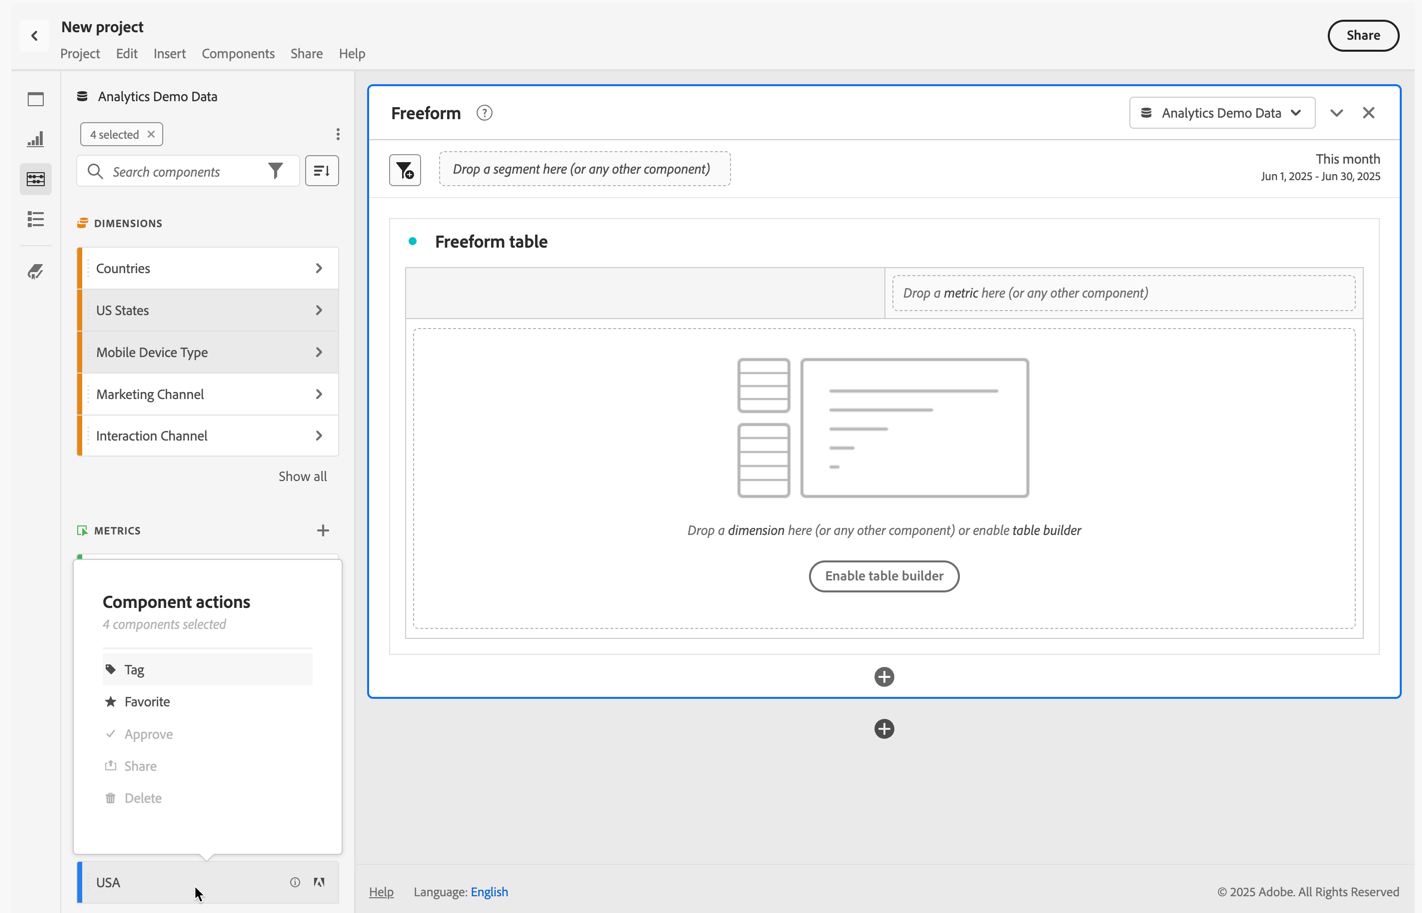 New project
Project Edit Insert Components Share Help
Share
Analytics Demo Data
4 selected
Search components
DIMENSIONS
Countries
US States
Mobile Device Type
Marketing Channel
Interaction Channel
Show all
METRICS
Component actions
4 components selected
Tag
Favorite
Approve
Share
Delete
USA
Freeform
Analytics Demo Data
Drop a segment here (or any other component)
This month
Jun 1, 2025 - Jun 30, 2025
Freeform table
Drop a metric here (or any other component)
Drop a dimension here (or any other component) or enable table builder
Enable table builder
Help Language: English
© 2025 Adobe. All Rights Reserved